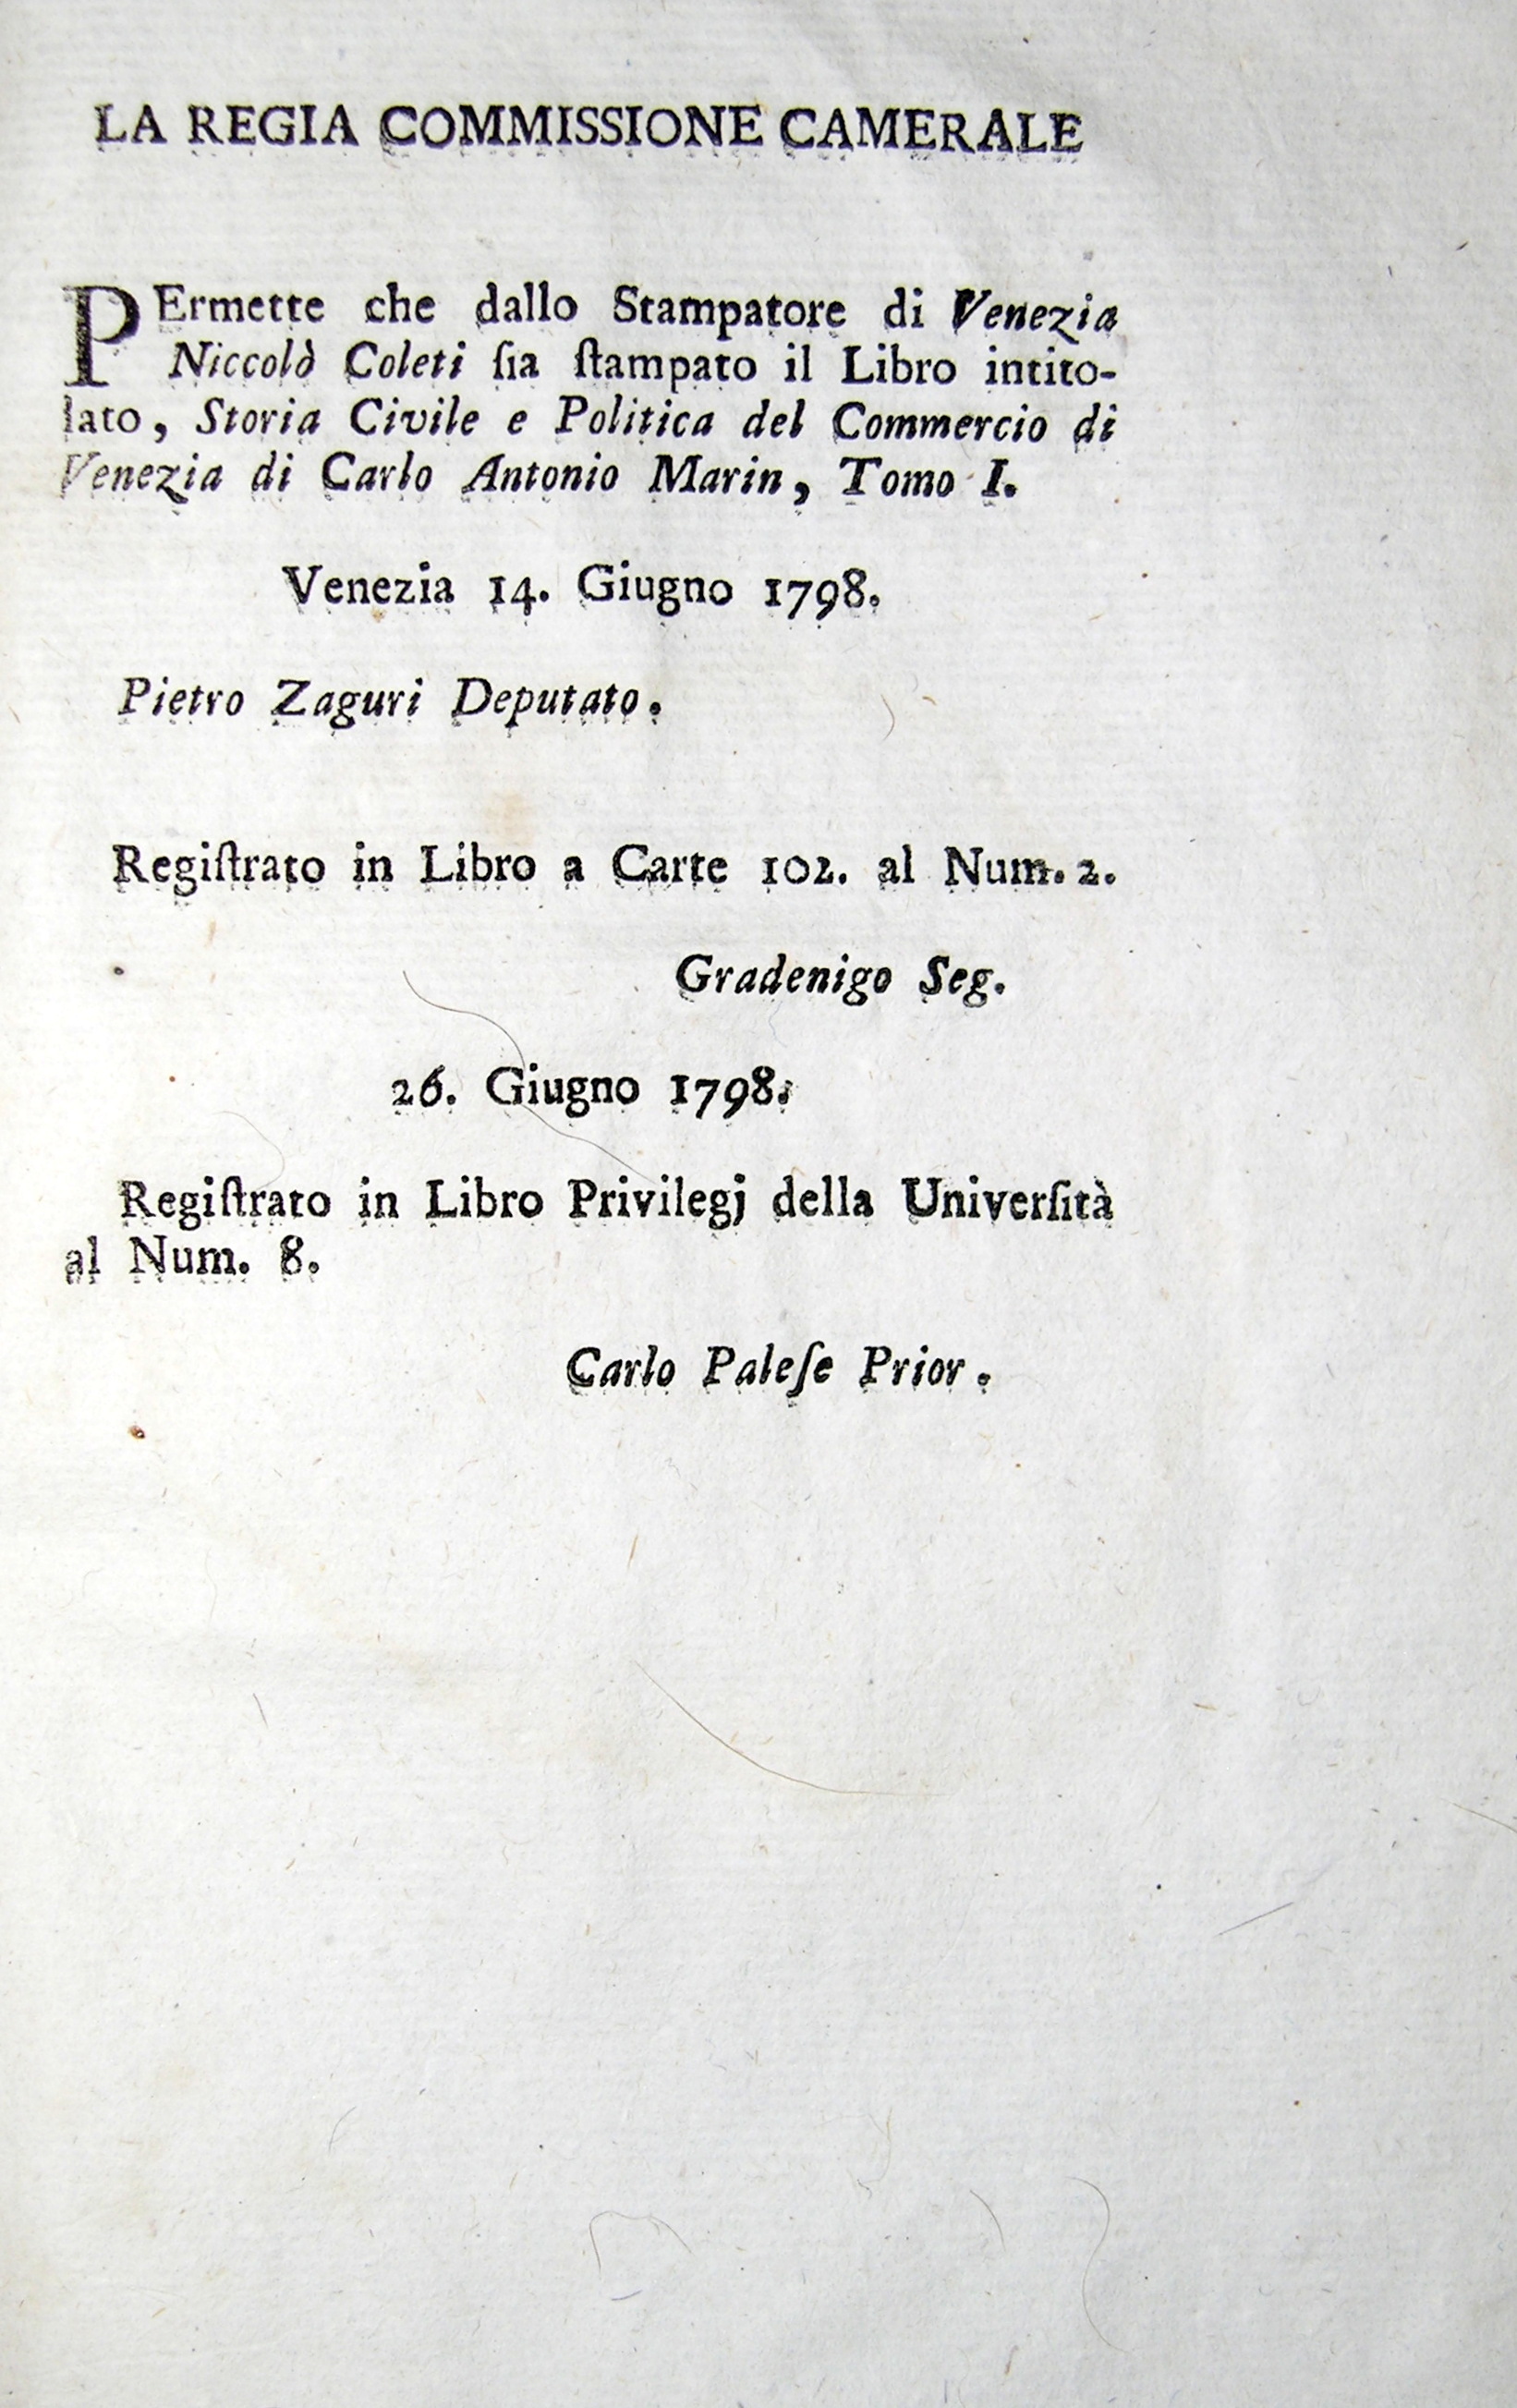 LA REGIA COMMISSIONE CAMERALE
PErmette che dallo Stampatore di Venezia
Niccolò Coleti ſia ſtampato il Libro intito-
lato, Storia Civile e Politica del Commercio di
Venezia di Carlo Antonio Marin, Tomo I.
Venezia 14. Giugno 1798.
Pietro Zaguri Deputato.
Regiſtrato in Libro a Carte 102. al Num. 2.
Gradenigo Seg.
26. Giugno 1798.
Regiſtrato in Libro Privilegj della Univerſità
al Num. 8.
Carlo Paleſe Prior.